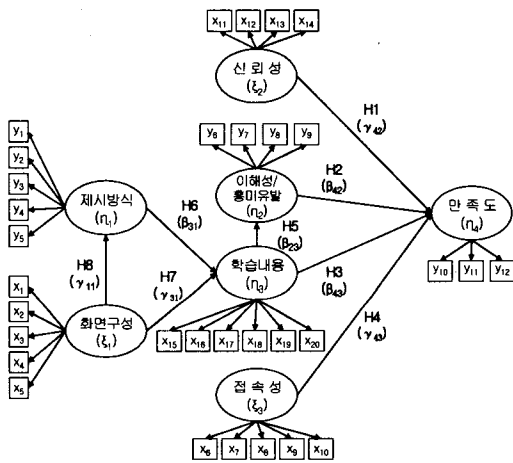 x₁₁ x₁₂ x₁₃ x₁₄
신뢰성
(ξ₂)
H1
(γ₄₂)
y₆ y₇ y₈ y₉
이해성/
흥미유발
(η₂)
H2
(β₄₂)
y₁
y₂
y₃
y₄
y₅
제시방식
(η₁)
H6
(β₃₁)
H5
(β₂₃)
만족도
(η₄)
y₁₀ y₁₁ y₁₂
H8
(γ₁₁)
H7
(γ₃₁)
학습내용
(η₃)
H3
(β₄₃)
x₁
x₂
x₃
x₄
x₅
화면구성
(ξ₁)
x₁₅ x₁₆ x₁₇ x₁₈ x₁₉ x₂₀
H4
(γ₄₃)
접속성
(ξ₃)
x₆ x₇ x₈ x₉ x₁₀